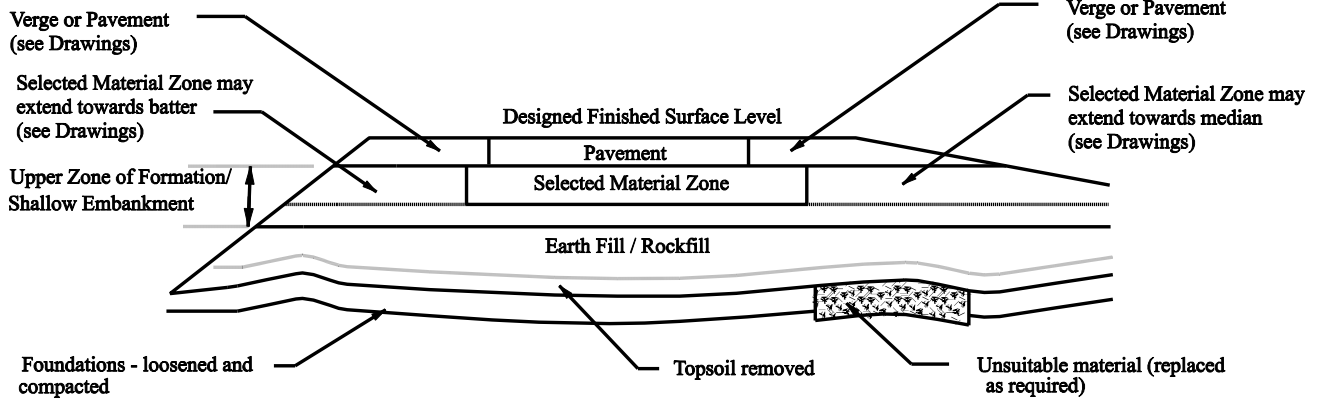 Verge or Pavement
(see Drawings)
Verge or Pavement
(see Drawings)
Selected Material Zone may
extend towards batter
(see Drawings)
Selected Material Zone may
extend towards median
(see Drawings)
Designed Finished Surface Level
Pavement
Upper Zone of Formation/
Shallow Embankment
Selected Material Zone
Earth Fill / Rockfill
Foundations - loosened and
compacted
Topsoil removed
Unsuitable material (replaced
as required)